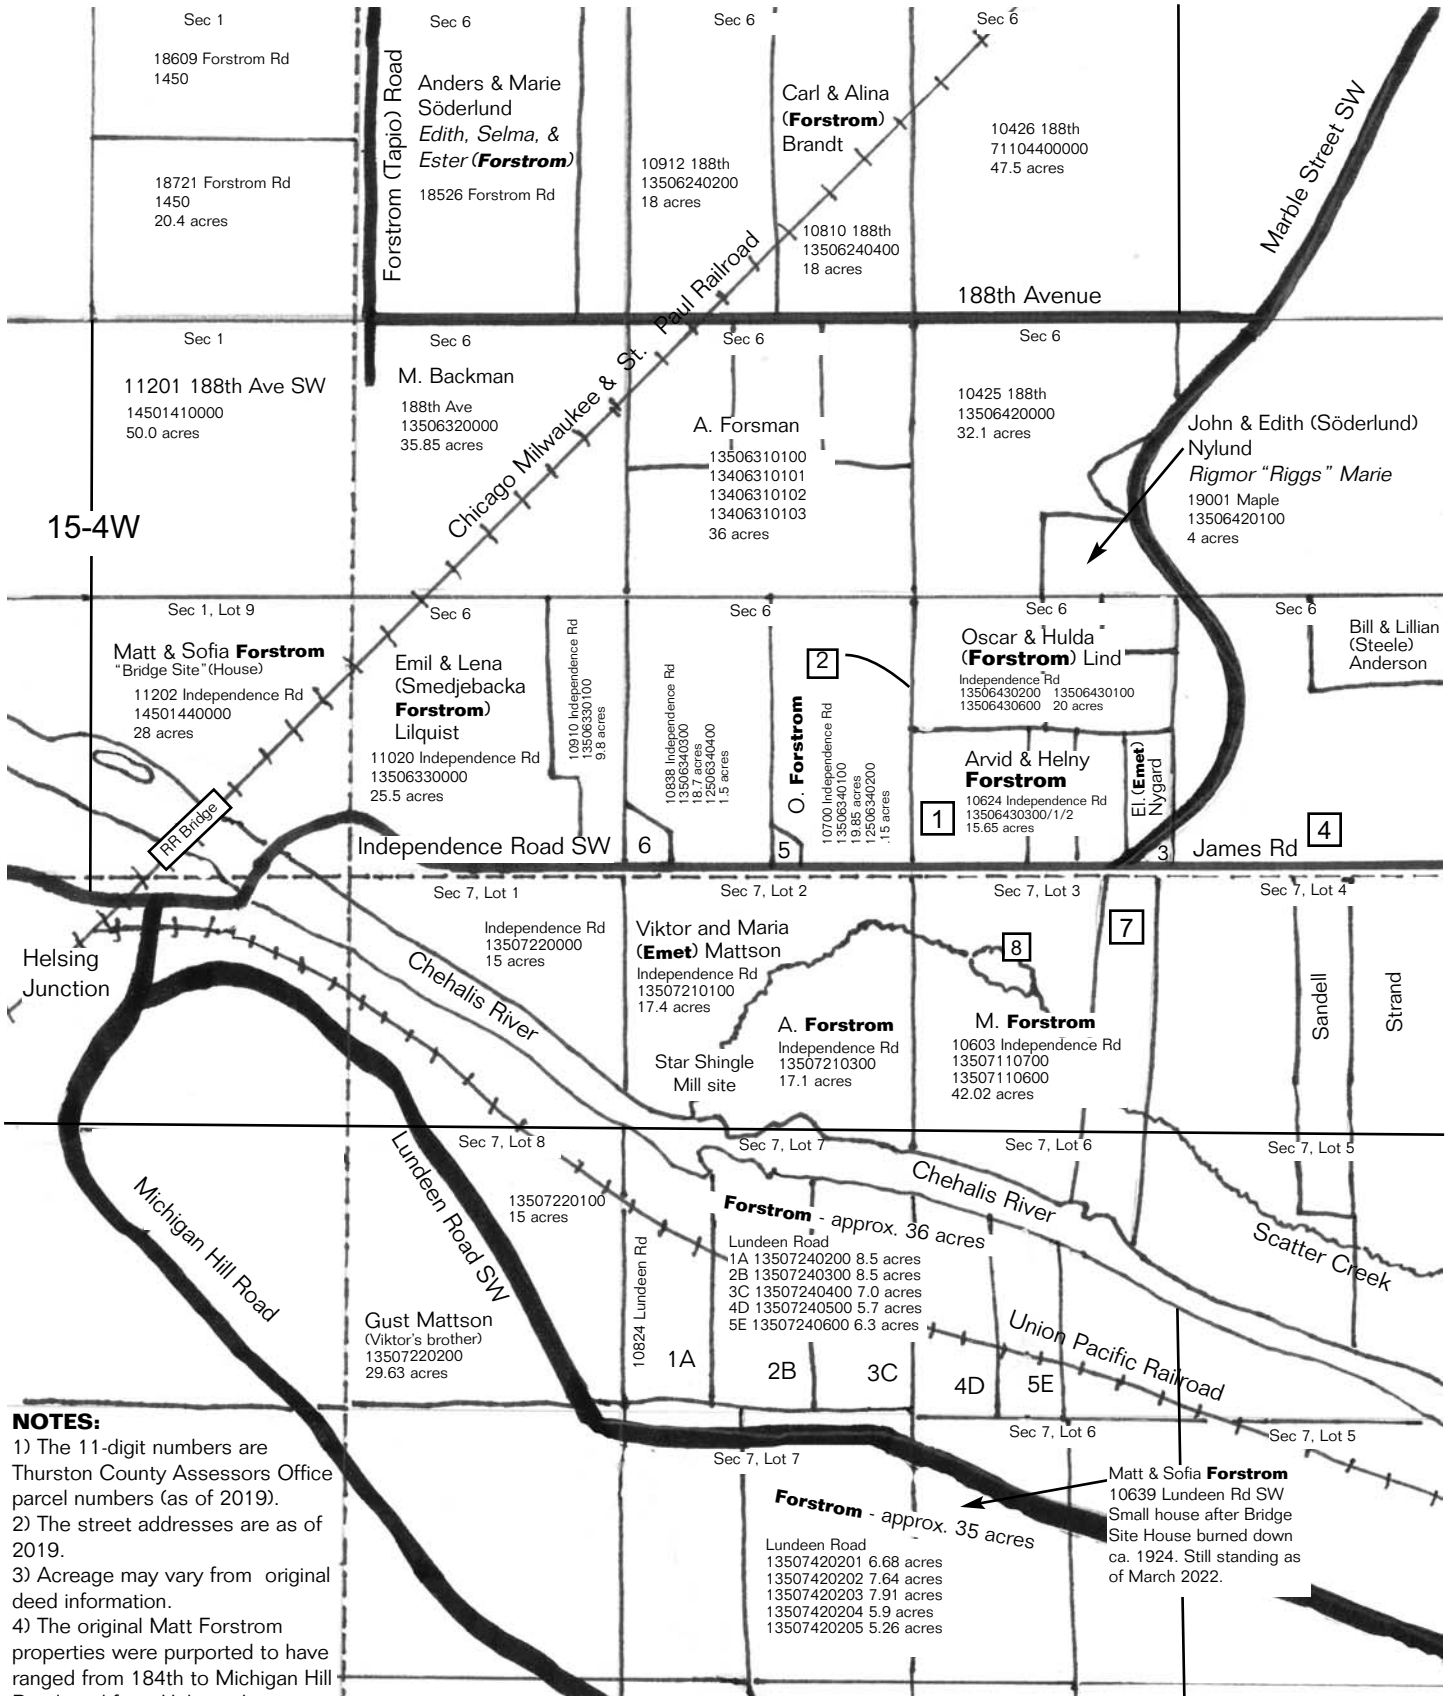 Sec 1
Sec 6
Sec 6
18609 Forstrom Rd
1450
18721 Forstrom Rd
1450
20.4 acres
Forstrom (Tapio) Road
Anders & Marie
Söderlund
Edith, Selma, &
Ester (Forstrom)
18526 Forstrom Rd
10912 188th
13506240200
18 acres
Carl & Alina
(Forstrom)
Brandt
10810 188th
13506240400
18 acres
10426 188th
71104400000
47.5 acres
Marble Street SW
188th Avenue
Chicago Milwaukee & St. Paul Railroad
Sec 1
Sec 6
Sec 6
Sec 6
11201 188th Ave SW
14501410000
50.0 acres
M. Backman
188th Ave
13506320000
35.85 acres
A. Forsman
13506310100
13406310101
13406310102
13406310103
36 acres
10425 188th
13506420000
32.1 acres
John & Edith (Söderlund)
Nylund
Rigmor “Riggs” Marie
19001 Maple
13506420100
4 acres
15-4W
Sec 1, Lot 9
Sec 6
Sec 6
Sec 6
Sec 6
Matt & Sofia Forstrom
“Bridge Site”(House)
11202 Independence Rd
14501440000
28 acres
Emil & Lena
(Smedjebacka
Forstrom)
Lilquist
11020 Independence Rd
13506330000
25.5 acres
10910 Independence Rd
13506330100
9.8 acres
10838 Independence Rd
13506340300
18.7 acres
12506340400
1.5 acres
O. Forstrom
2
10700 Independence Rd
13506340100
19.85 acres
12506340200
.15 acres
Oscar & Hulda
(Forstrom) Lind
Independence Rd
13506430200 13506430100
13506430600 20 acres
Bill & Lillian
(Steele)
Anderson
1
Arvid & Helny
Forstrom
10624 Independence Rd
13506430300/1/2
15.65 acres
El. (Emet)
Nygard
RR Bridge
Independence Road SW
6
5
3
James Rd
4
Sec 7, Lot 1
Sec 7, Lot 2
Sec 7, Lot 3
Sec 7, Lot 4
Helsing
Junction
Independence Rd
13507220000
15 acres
Chehalis River
Viktor and Maria
(Emet) Mattson
Independence Rd
13507210100
17.4 acres
8
7
A. Forstrom
Independence Rd
13507210300
17.1 acres
Star Shingle
Mill site
M. Forstrom
10603 Independence Rd
13507110700
13507110600
42.02 acres
Sandell
Strand
Sec 7, Lot 8
Sec 7, Lot 7
Sec 7, Lot 6
Sec 7, Lot 5
Michigan Hill Road
Lundeen Road SW
13507220100
15 acres
10824 Lundeen Rd
Chehalis River
Scatter Creek
Forstrom - approx. 36 acres
Lundeen Road
1A 13507240200 8.5 acres
2B 13507240300 8.5 acres
3C 13507240400 7.0 acres
4D 13507240500 5.7 acres
5E 13507240600 6.3 acres
Union Pacific Railroad
Gust Mattson
(Viktor's brother)
13507220200
29.63 acres
1A
2B
3C
4D
5E
Sec 7, Lot 7
Sec 7, Lot 6
Sec 7, Lot 5
Forstrom - approx. 35 acres
Lundeen Road
13507420201 6.68 acres
13507420202 7.64 acres
13507420203 7.91 acres
13507420204 5.9 acres
13507420205 5.26 acres
Matt & Sofia Forstrom
10639 Lundeen Rd SW
Small house after Bridge
Site House burned down
ca. 1924. Still standing as
of March 2022.
NOTES:
1) The 11-digit numbers are
Thurston County Assessors Office
parcel numbers (as of 2019).
2) The street addresses are as of
2019.
3) Acreage may vary from original
deed information.
4) The original Matt Forstrom
properties were purported to have
ranged from 184th to Michigan Hill